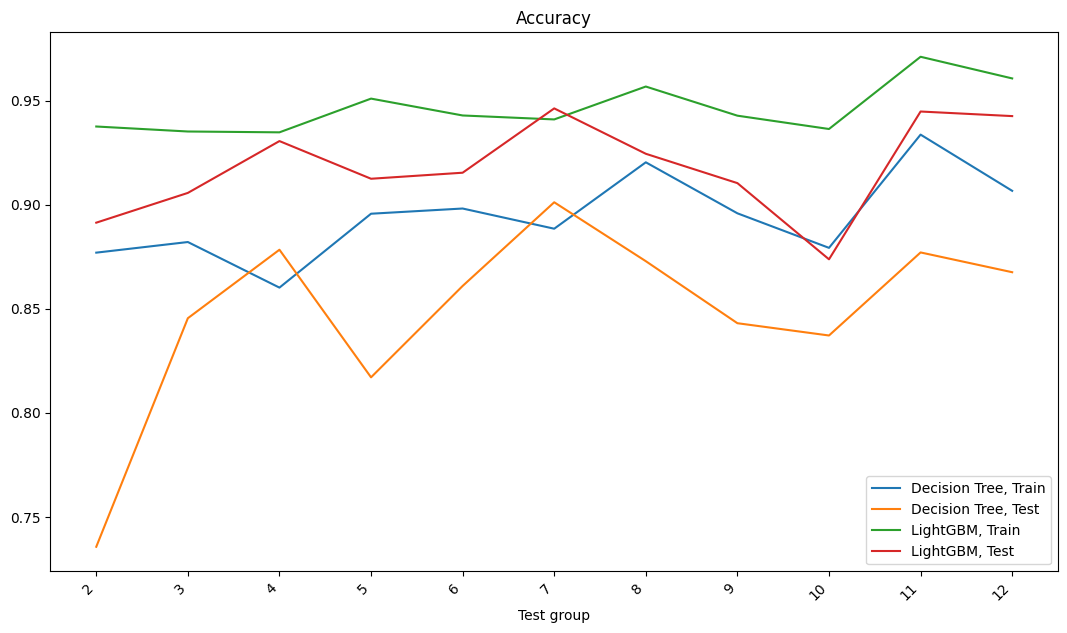 Accuracy
0.95
0.90
0.85
0.80
0.75
2 3 4 5 6 7 8 9 10 11 12
Test group
Decision Tree, Train
Decision Tree, Test
LightGBM, Train
LightGBM, Test